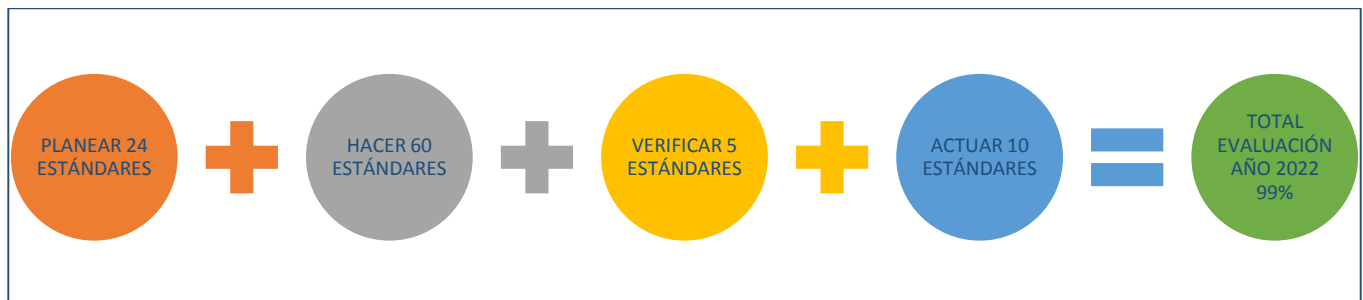 PLANEAR 24
ESTÁNDARES
HACER 60
ESTÁNDARES
VERIFICAR 5
ESTÁNDARES
ACTUAR 10
ESTÁNDARES
TOTAL
EVALUACIÓN
AÑO 2022
99%